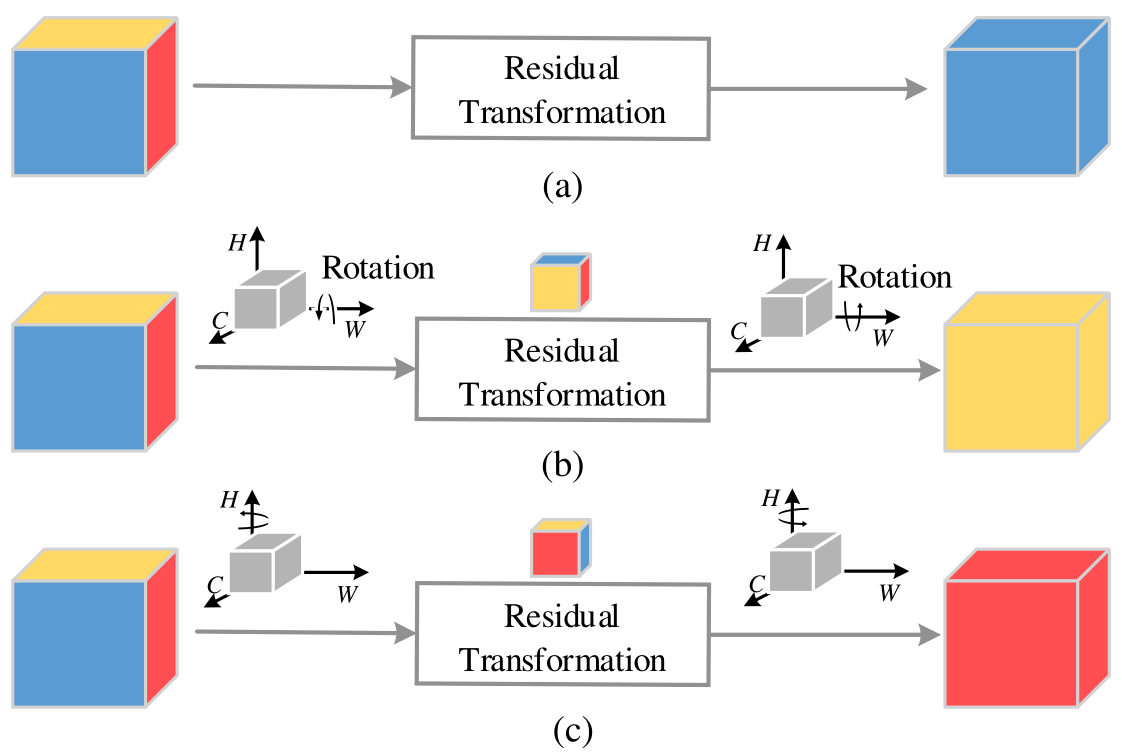 Residual
Transformation
(a)
H
Rotation
C
W
Residual
Transformation
H
Rotation
C
W
(b)
H
C
W
Residual
Transformation
H
C
W
(c)